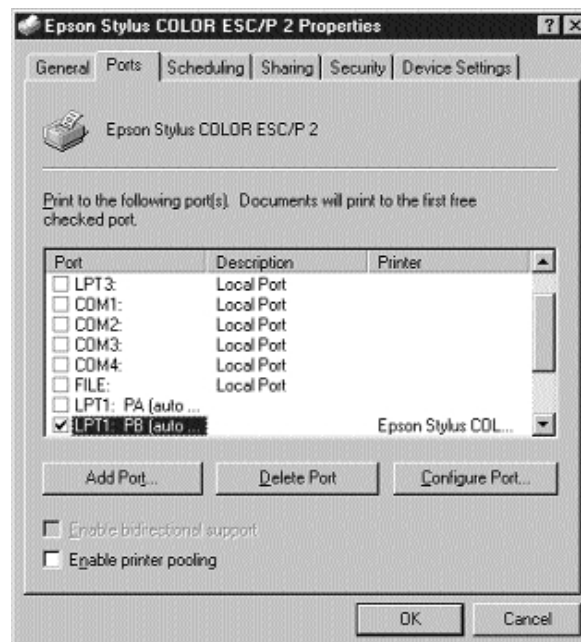 Epson Stylus COLOR ESC/P 2 Properties
General Ports Scheduling Sharing Security Device Settings
Epson Stylus COLOR ESC/P 2
Print to the following port(s). Documents will print to the first free
checked port.
Port Description Printer
LPT3: Local Port
COM1: Local Port
COM2: Local Port
COM3: Local Port
COM4: Local Port
FILE: Local Port
LPT1: PA (auto ...
LPT1: PB (auto ... Epson Stylus COL...
Add Port... Delete Port Configure Port...
Enable bidirectional support
Enable printer pooling
OK Cancel